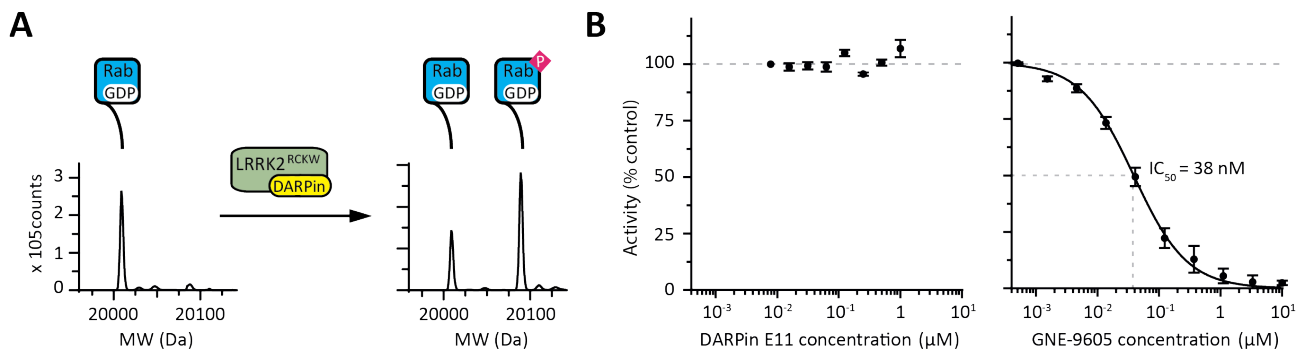 A
Rab
GDP
3
2
1
0
x 105counts
20000
20100
MW (Da)
LRRK2RCKW
DARPin
Rab
GDP
Rab
GDP
P
20000
20100
MW (Da)
B
100
75
50
25
0
Activity (% control)
10-3
10-2
10-1
1
101
DARPin E11 concentration (μM)
IC50 = 38 nM
10-3
10-2
10-1
1
101
GNE-9605 concentration (μM)